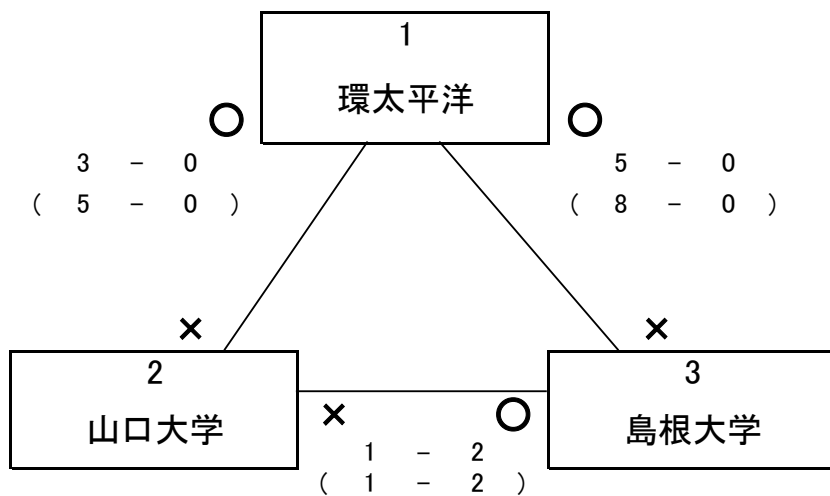 1
環太平洋
○ ○
3 − 0
( 5 − 0 )
5 − 0
( 8 − 0 )
× ×
2
山口大学
3
島根大学
× ○
1 − 2
( 1 − 2 )